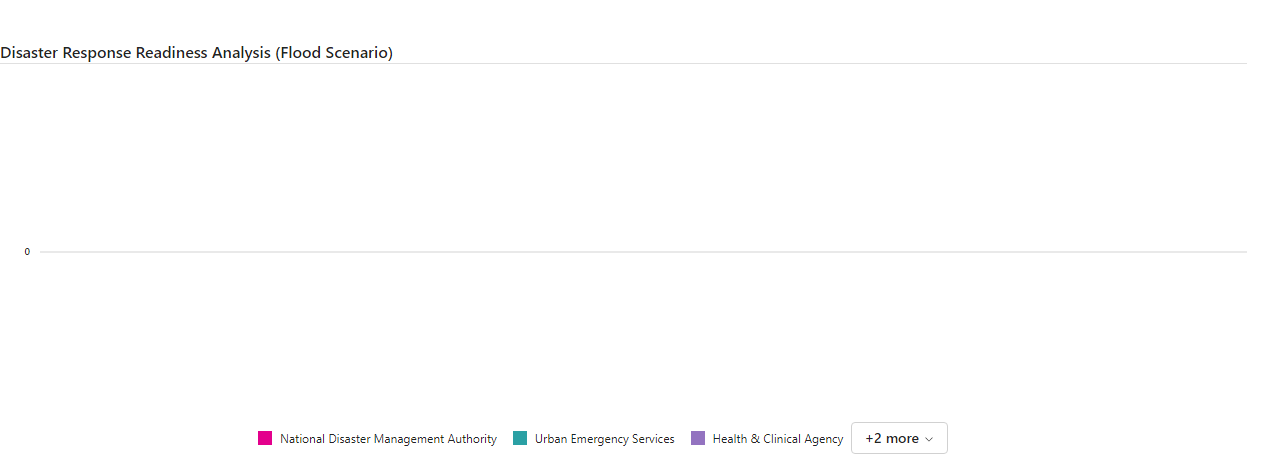 Disaster Response Readiness Analysis (Flood Scenario)
0
National Disaster Management Authority Urban Emergency Services Health & Clinical Agency +2 more